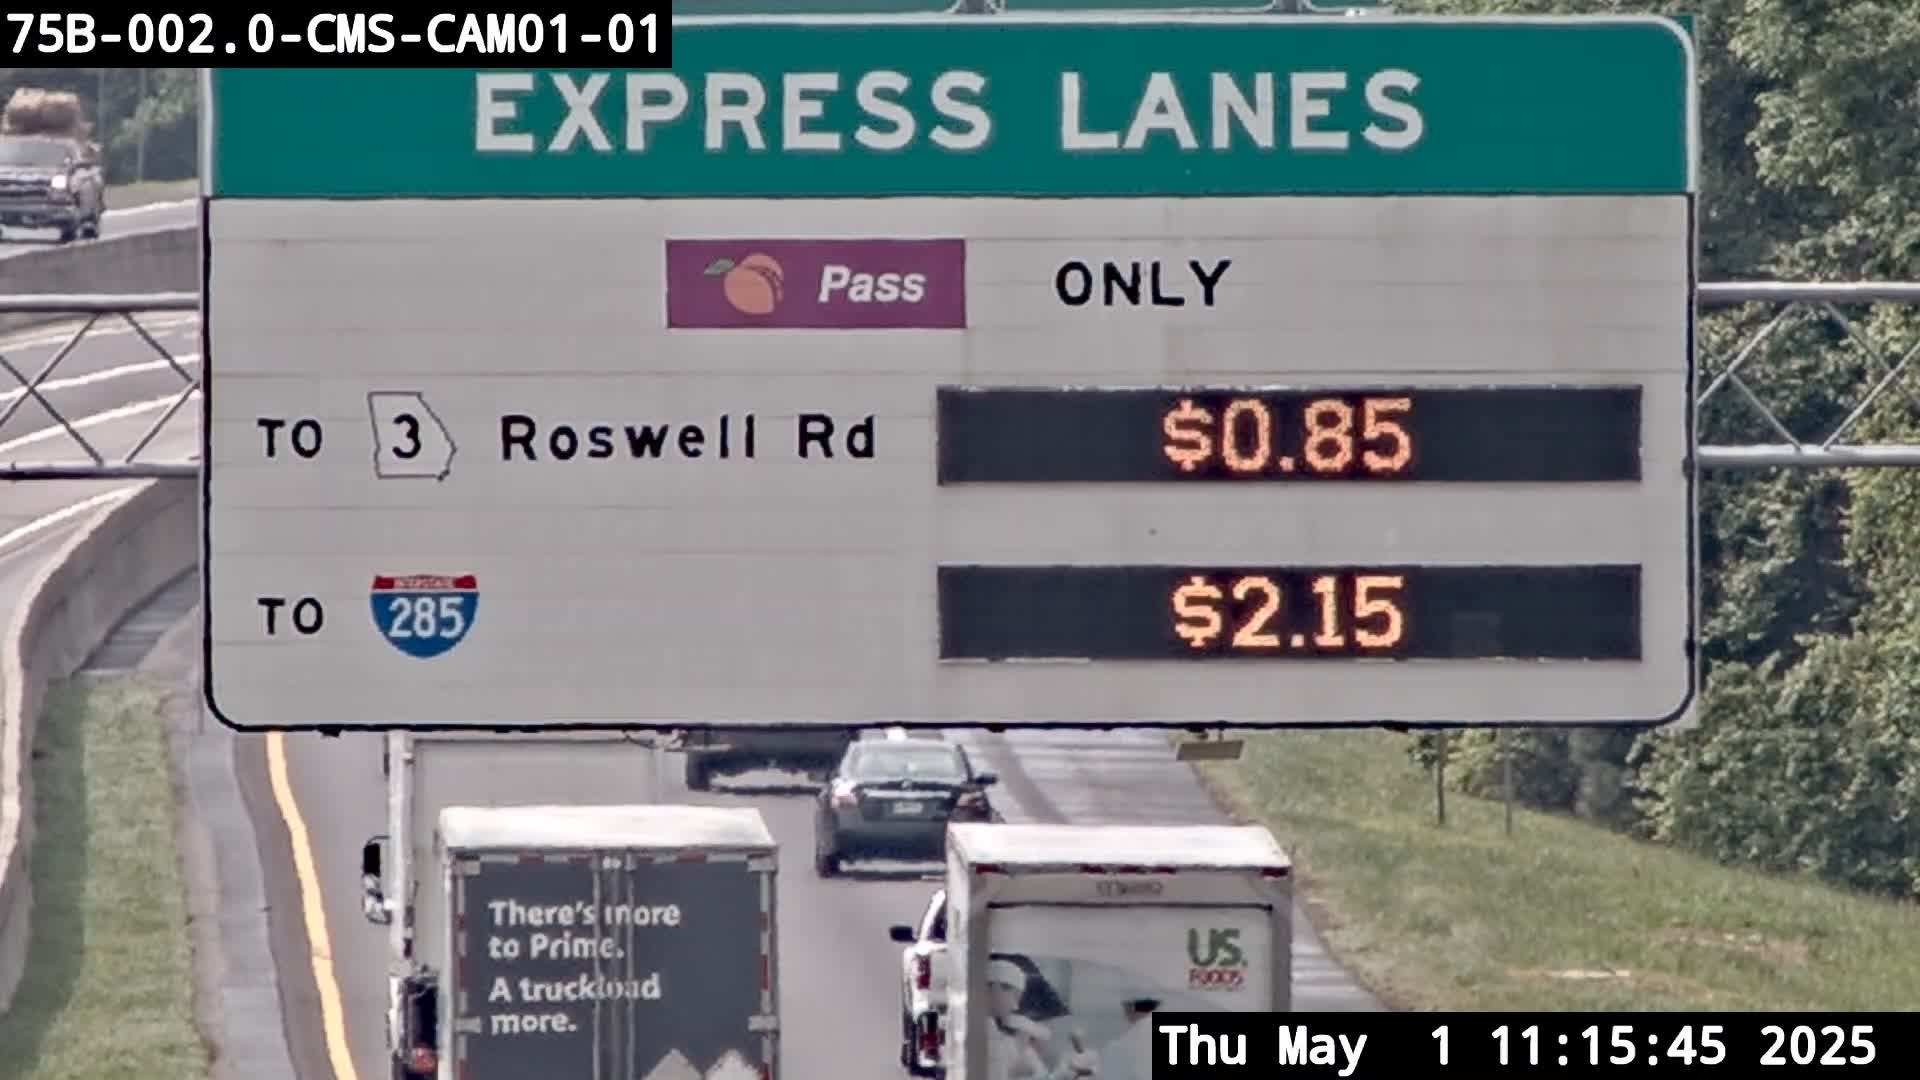 75B-002.0-CMS-CAM01-01
EXPRESS LANES
Pass ONLY
TO 3 Roswell Rd $0.85
TO INTERSTATE 285 $2.15
There's more
to Prime.
A truckload
more.
US.
FOODS
Thu May 1 11:15:45 2025